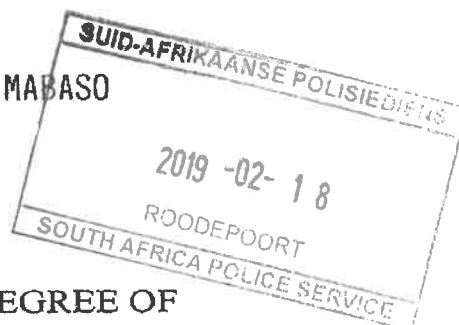 MABASO
SUID-AFRIKAANSE POLISIEDIENS
2019 -02- 18
ROODEPOORT
SOUTH AFRICA POLICE SERVICE
EGREE OF